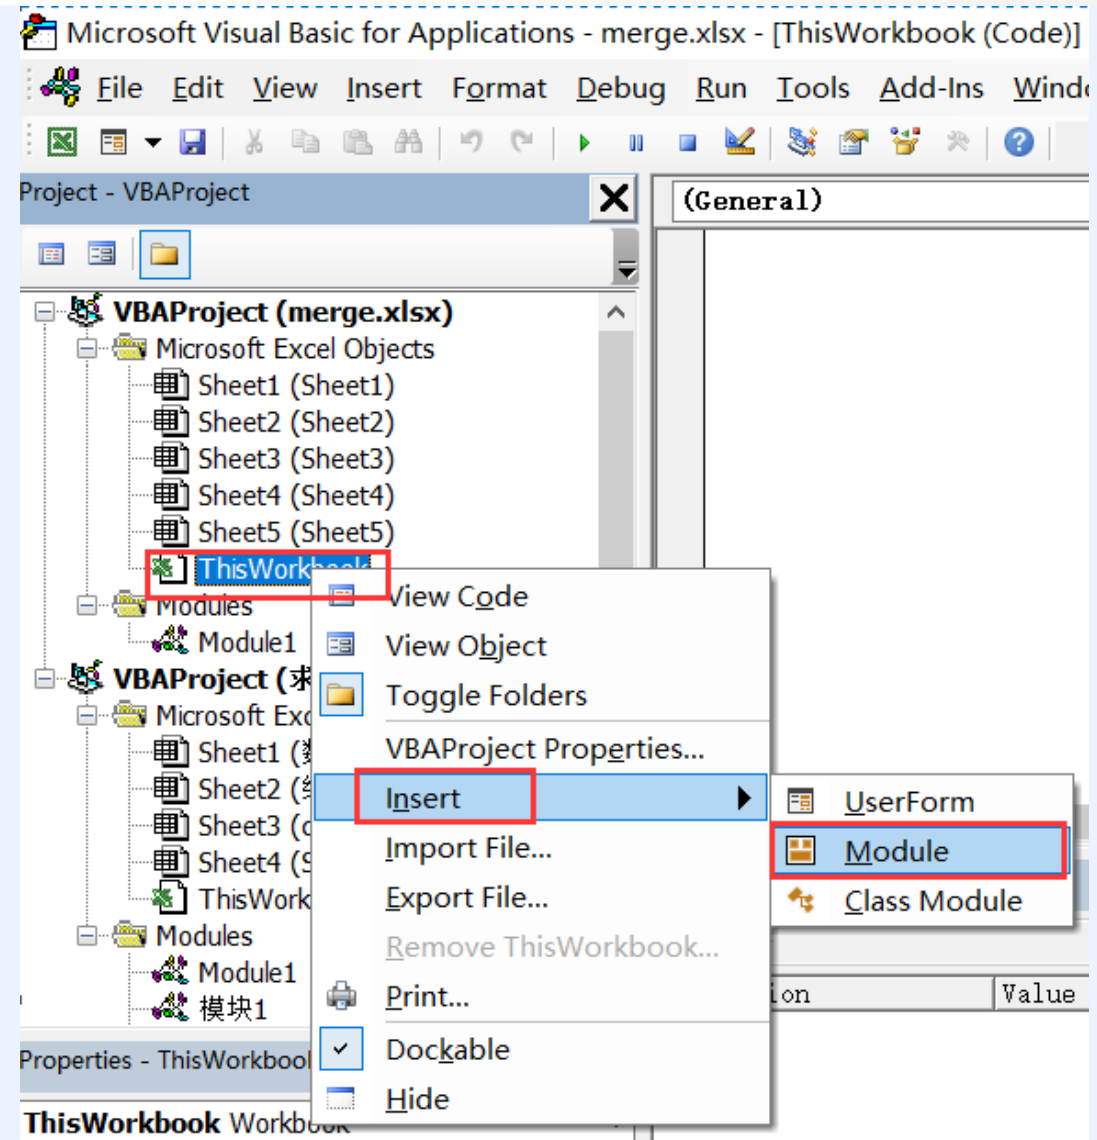 Microsoft Visual Basic for Applications - merge.xlsx - [ThisWorkbook (Code)]
File Edit View Insert Format Debug Run Tools Add-Ins
Project - VBAProject
(General)
VBAProject (merge.xlsx)
Microsoft Excel Objects
Sheet1 (Sheet1)
Sheet2 (Sheet2)
Sheet3 (Sheet3)
Sheet4 (Sheet4)
Sheet5 (Sheet5)
ThisWorkbook
Modules
Module1
VBAProject (求
Microsoft Exc
Sheet1 (
Sheet2 (
Sheet3 (
Sheet4 (
ThisWork
Modules
Module1
模块1
View Code
View Object
Toggle Folders
VBAProject Properties...
Insert
Import File...
Export File...
Remove ThisWorkbook...
Print...
Dockable
Hide
UserForm
Module
Class Module
ion Value
Properties - ThisWorkbook
ThisWorkbook Workbook